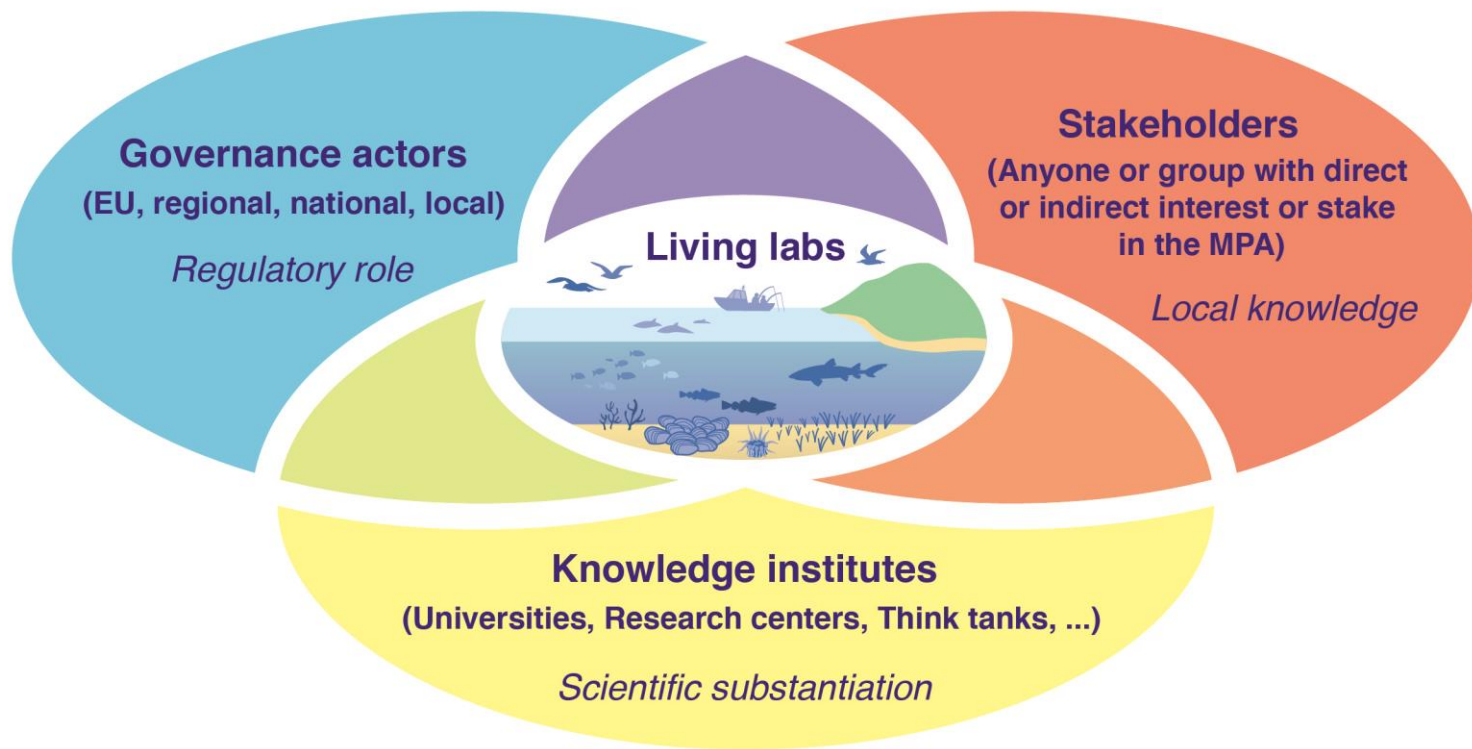 Governance actors
(EU, regional, national, local)
Regulatory role
Stakeholders
(Anyone or group with direct
or indirect interest or stake
in the MPA)
Local knowledge
Living labs
Knowledge institutes
(Universities, Research centers, Think tanks, ...)
Scientific substantiation